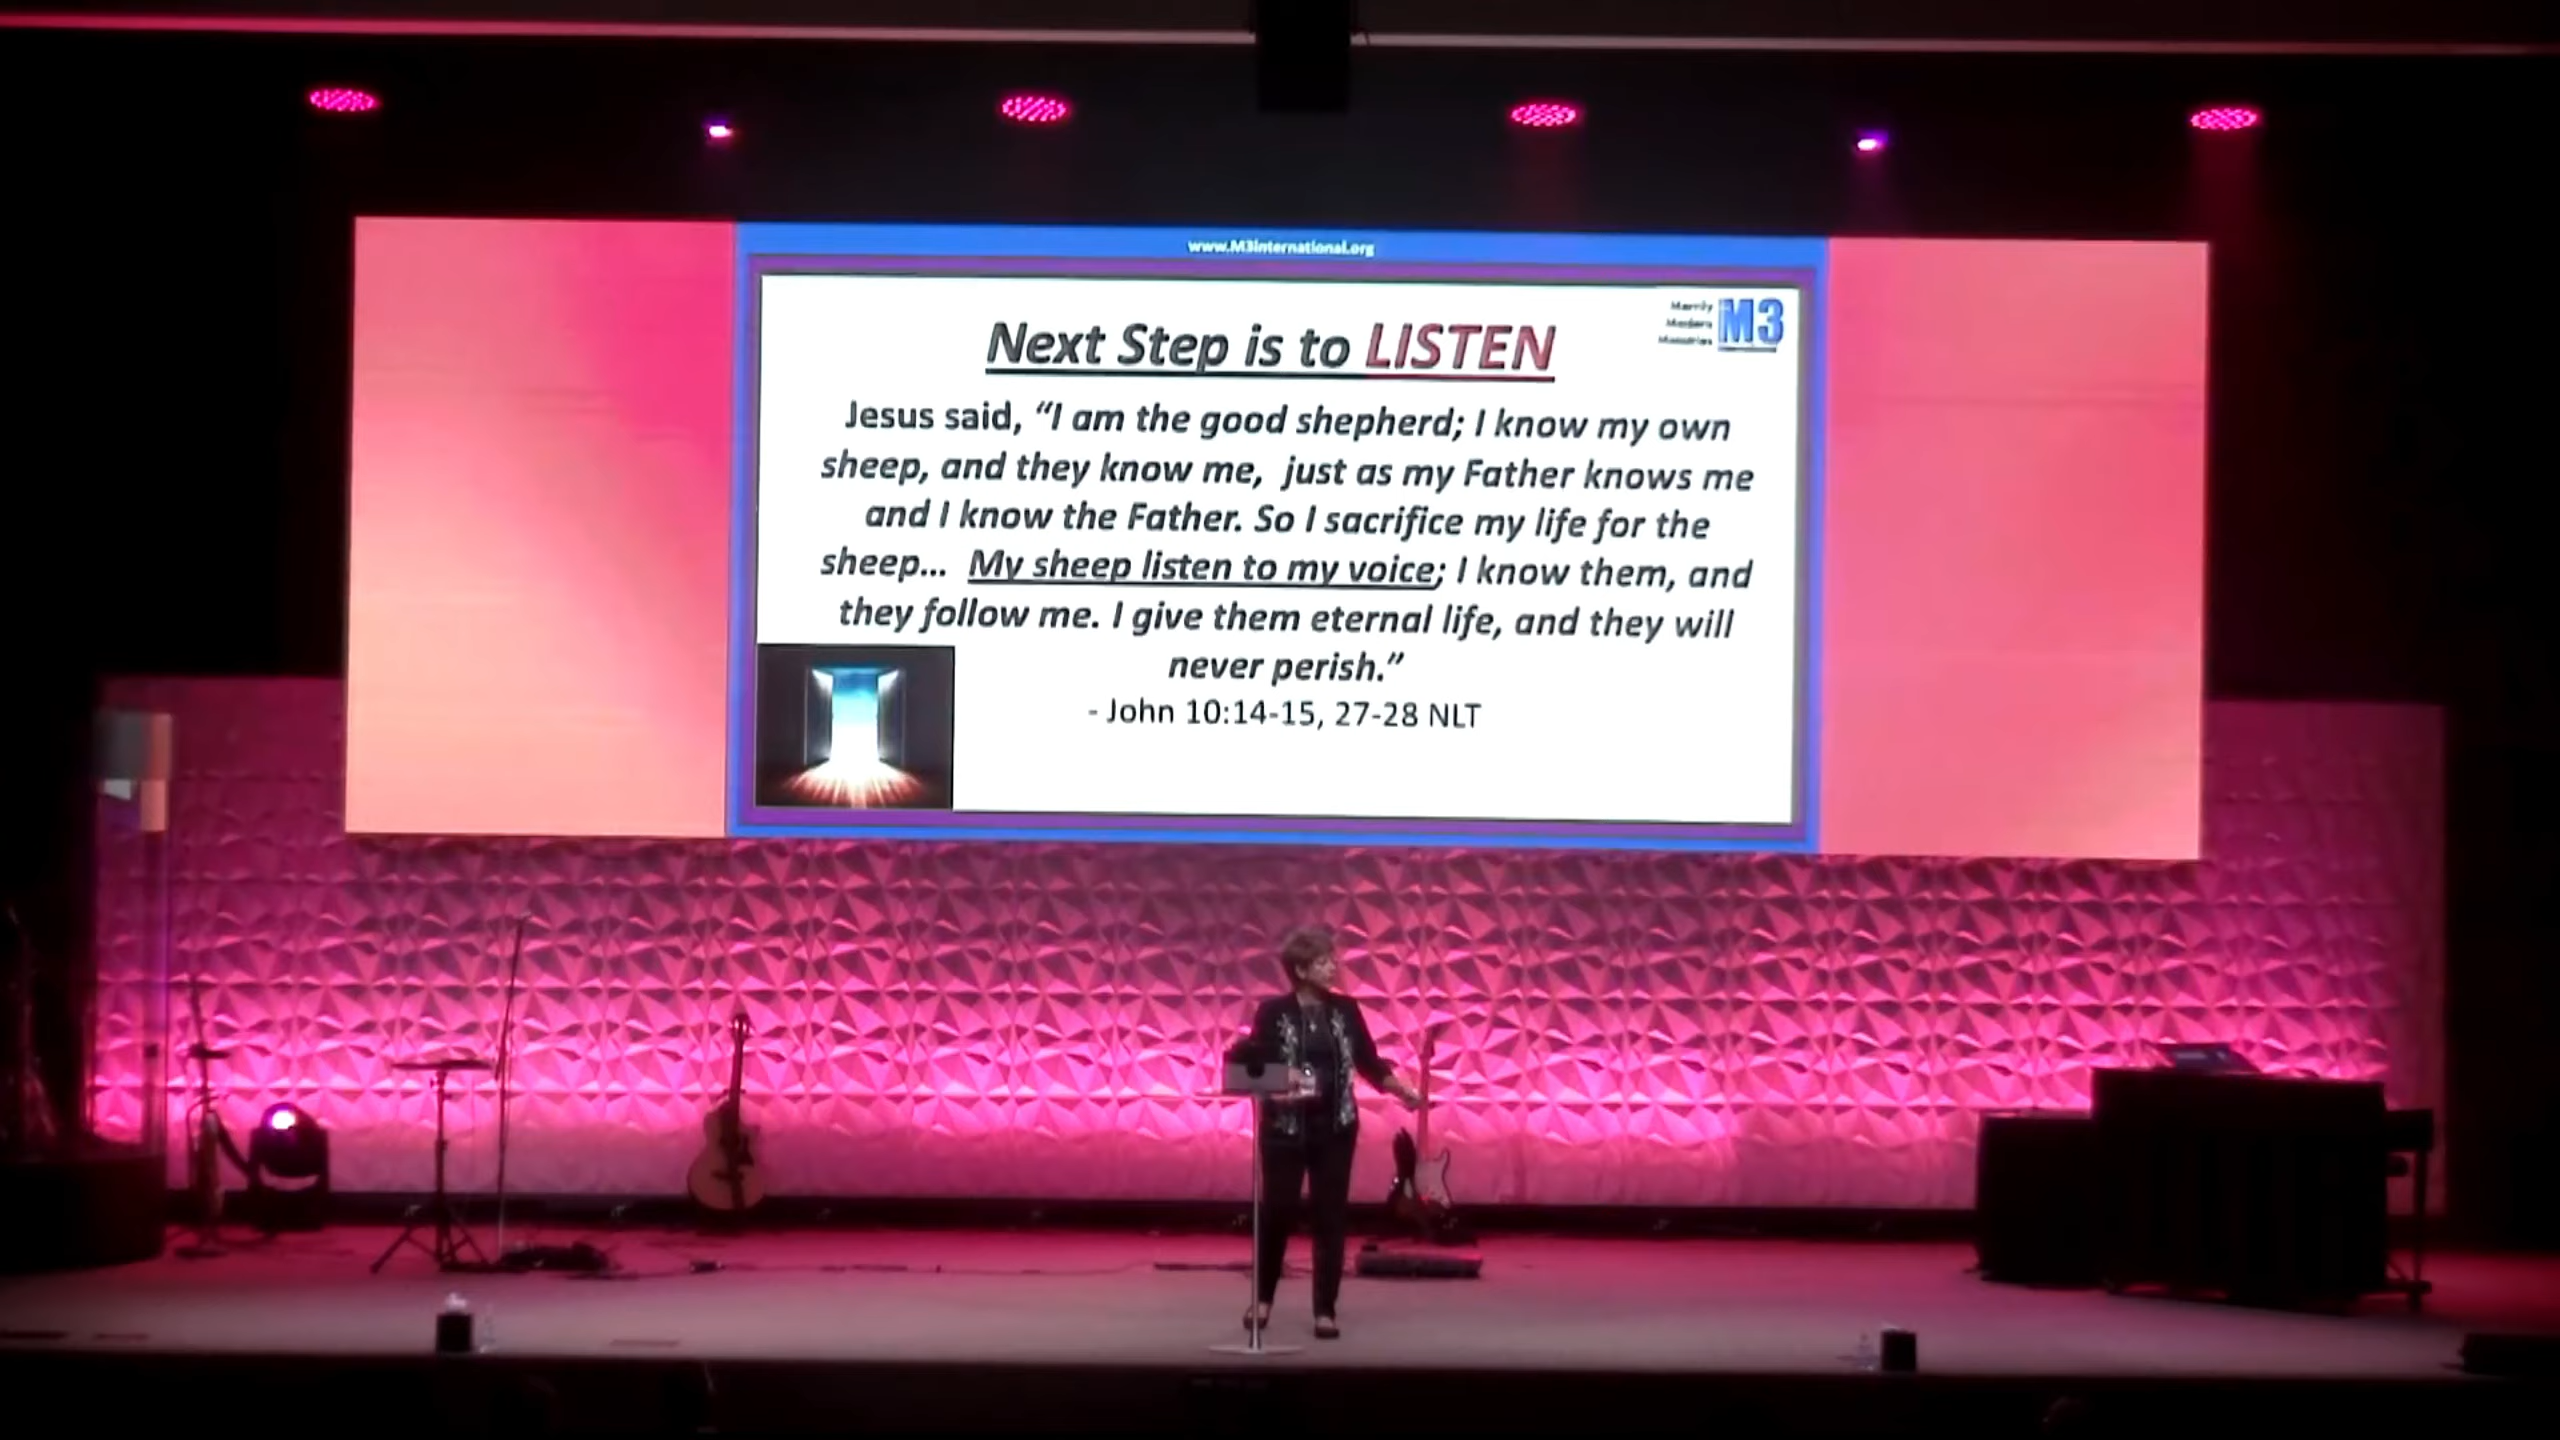 www.M3international.org
M3
Next Step is to LISTEN
Jesus said, “I am the good shepherd; I know my own
sheep, and they know me,  just as my Father knows me
and I know the Father. So I sacrifice my life for the
sheep...  My sheep listen to my voice; I know them, and
they follow me. I give them eternal life, and they will
never perish.”
- John 10:14-15, 27-28 NLT